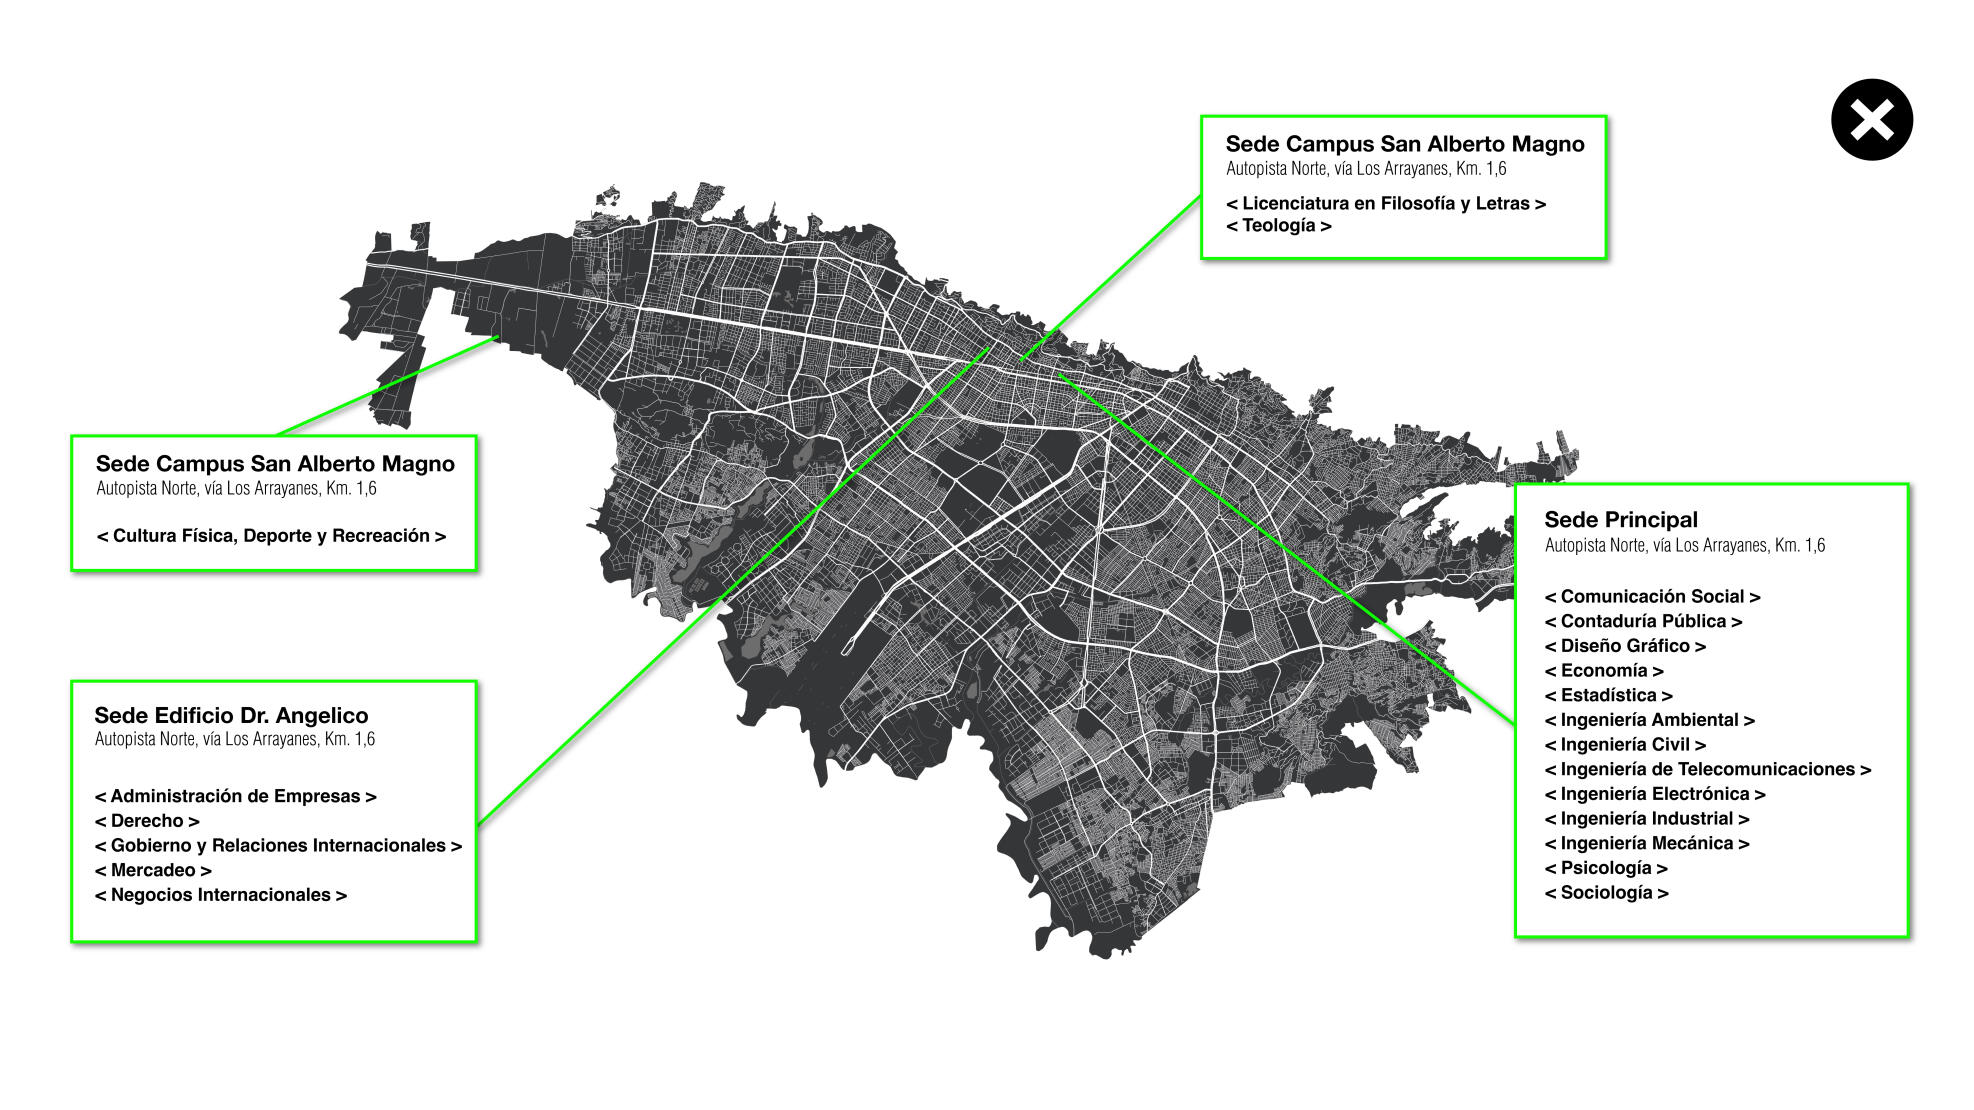 Sede Campus San Alberto Magno
Autopista Norte, vía Los Arrayanes, Km. 1,6
< Licenciatura en Filosofía y Letras >
< Teología >
Sede Campus San Alberto Magno
Autopista Norte, vía Los Arrayanes, Km. 1,6
< Cultura Física, Deporte y Recreación >
Sede Edificio Dr. Angelico
Autopista Norte, vía Los Arrayanes, Km. 1,6
< Administración de Empresas >
< Derecho >
< Gobierno y Relaciones Internacionales >
< Mercadeo >
< Negocios Internacionales >
Sede Principal
Autopista Norte, vía Los Arrayanes, Km. 1,6
< Comunicación Social >
< Contaduría Pública >
< Diseño Gráfico >
< Economía >
< Estadística >
< Ingeniería Ambiental >
< Ingeniería Civil >
< Ingeniería de Telecomunicaciones >
< Ingeniería Electrónica >
< Ingeniería Industrial >
< Ingeniería Mecánica >
< Psicología >
< Sociología >